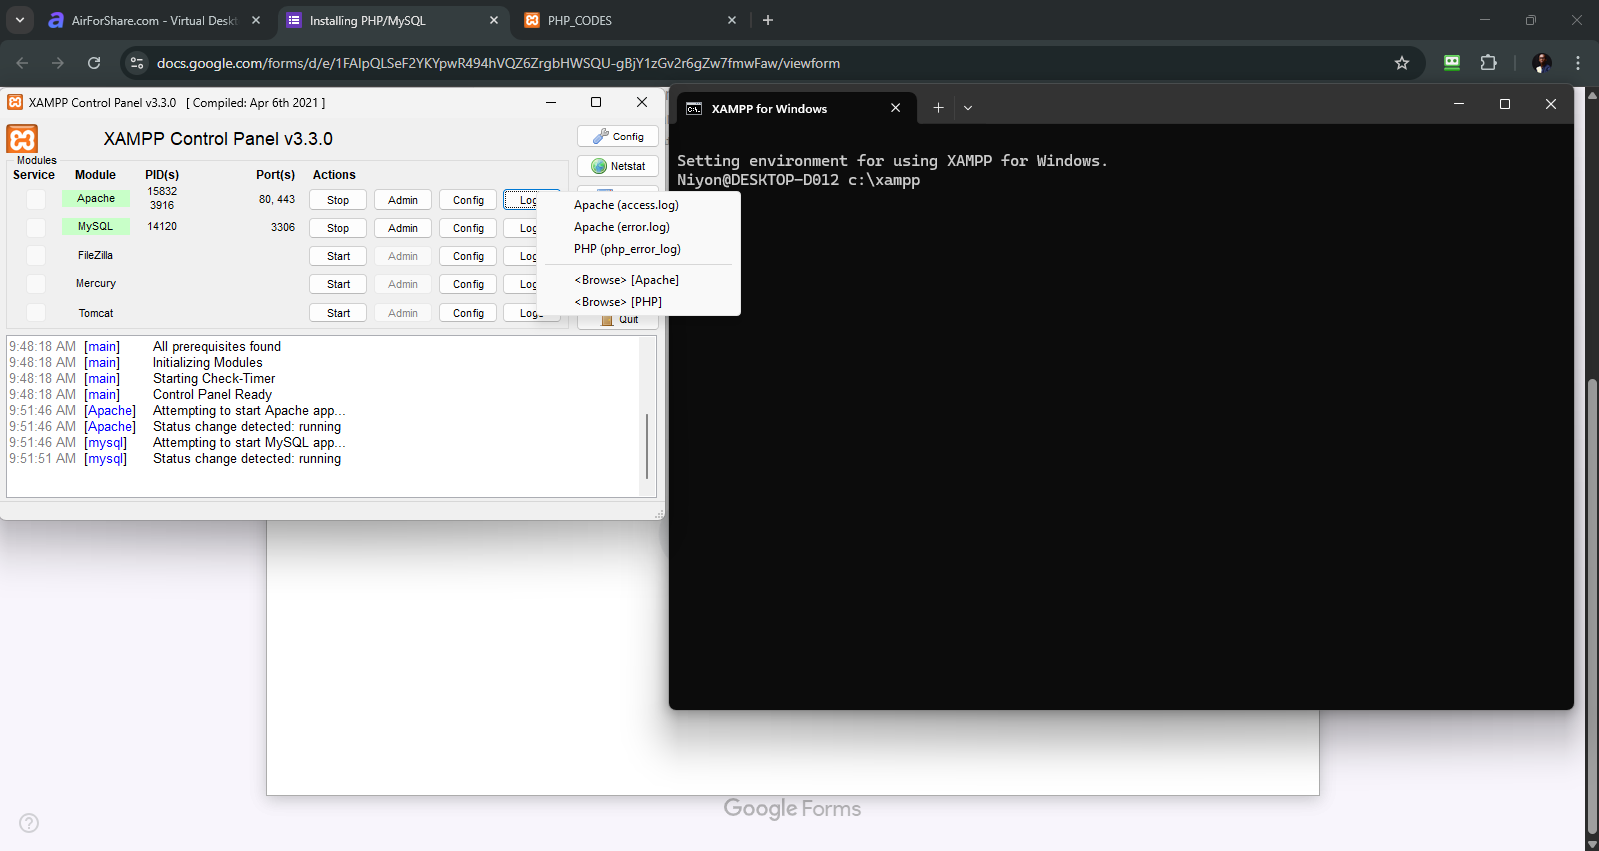 AirForShare.com - Virtual Deskt
Installing PHP/MySQL
PHP_CODES
docs.google.com/forms/d/e/1FAIpQLSeF2YKYpwR494hVQZ6ZrgbHWSQU-gBjY1zGv2r6gZw7fmwFaw/viewform
XAMPP Control Panel v3.3.0 [ Compiled: Apr 6th 2021 ]
XAMPP Control Panel v3.3.0
Config
Modules
Service Module PID(s) Port(s) Actions
Netstat
Apache 15832 3916 80, 443 Stop Admin Config Log
MySQL 14120 3306 Stop Admin Config Log
FileZilla Start Admin Config Log
Mercury Start Admin Config Log
Tomcat Start Admin Config Logs
Quit
Apache (access.log)
Apache (error.log)
PHP (php_error_log)
<Browse> [Apache]
<Browse> [PHP]
9:48:18 AM [main] All prerequisites found
9:48:18 AM [main] Initializing Modules
9:48:18 AM [main] Starting Check-Timer
9:48:18 AM [main] Control Panel Ready
9:51:46 AM [Apache] Attempting to start Apache app...
9:51:46 AM [Apache] Status change detected: running
9:51:46 AM [mysql] Attempting to start MySQL app...
9:51:51 AM [mysql] Status change detected: running
XAMPP for Windows
Setting environment for using XAMPP for Windows.
Niyon@DESKTOP-D012 c:\xampp
Google Forms